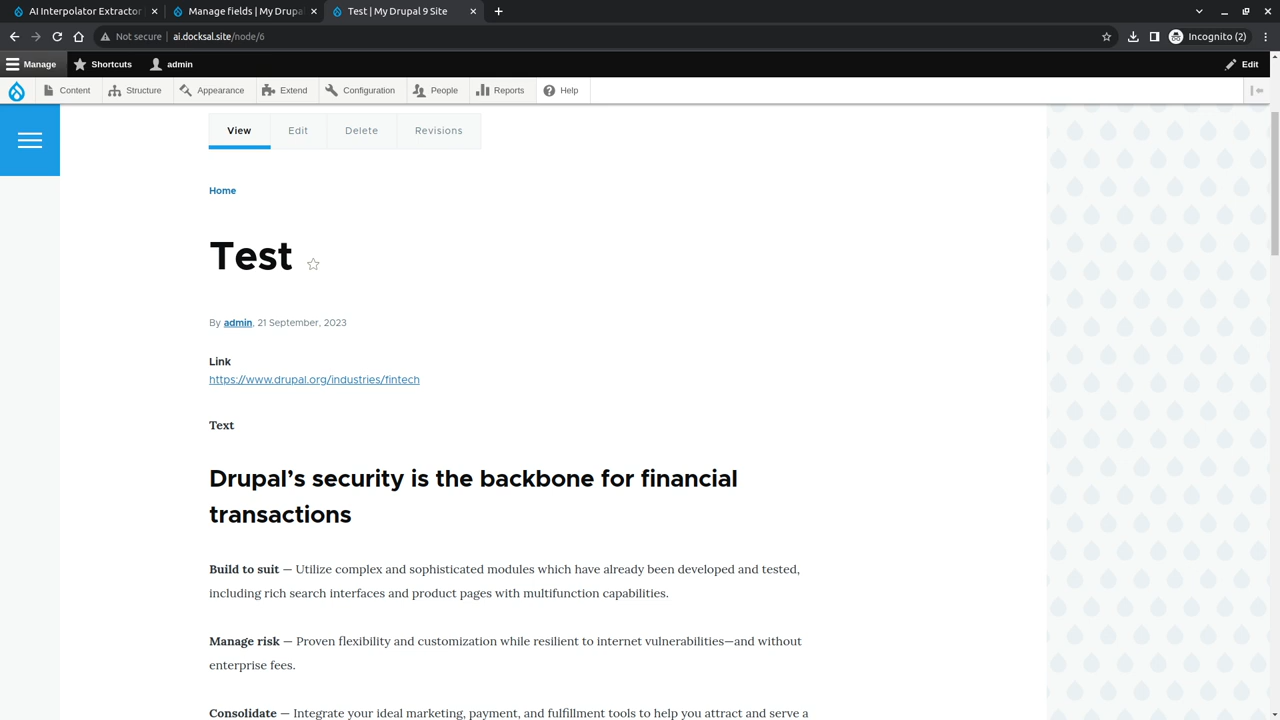 AI Interpolator Extractor
Manage fields | My Drupa
Test | My Drupal 9 Site
Not secure
ai.docksal.site/node/6
Incognito (2)
Manage
Shortcuts
admin
Edit
Content
Structure
Appearance
Extend
Configuration
People
Reports
Help
View
Edit
Delete
Revisions
Home
Test
By admin, 21 September, 2023
Link
https://www.drupal.org/industries/fintech
Text
Drupal’s security is the backbone for financial
transactions
Build to suit — Utilize complex and sophisticated modules which have already been developed and tested,
including rich search interfaces and product pages with multifunction capabilities.
Manage risk — Proven flexibility and customization while resilient to internet vulnerabilities—and without
enterprise fees.
Consolidate — Integrate your ideal marketing, payment, and fulfillment tools to help you attract and serve a